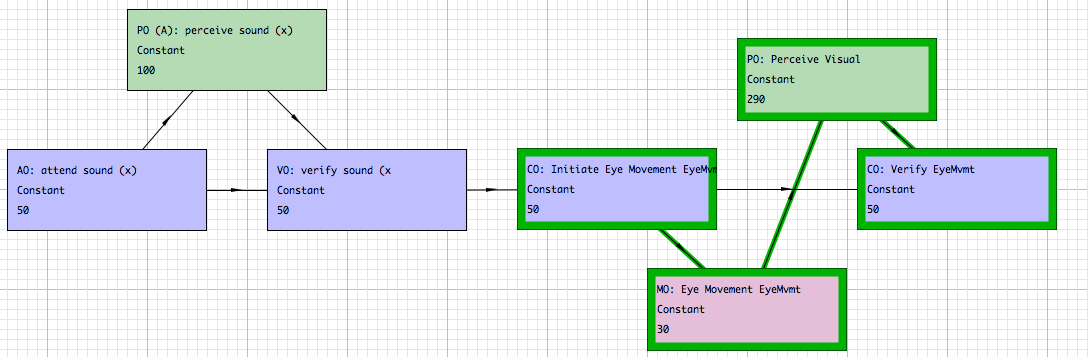 PO (A): perceive sound (x)
Constant
100
PO: Perceive Visual
Constant
290
AO: attend sound (x)
Constant
50
VO: verify sound (x
Constant
50
CO: Initiate Eye Movement EyeMvm
Constant
50
CO: Verify EyeMvmt
Constant
50
MO: Eye Movement EyeMvmt
Constant
30